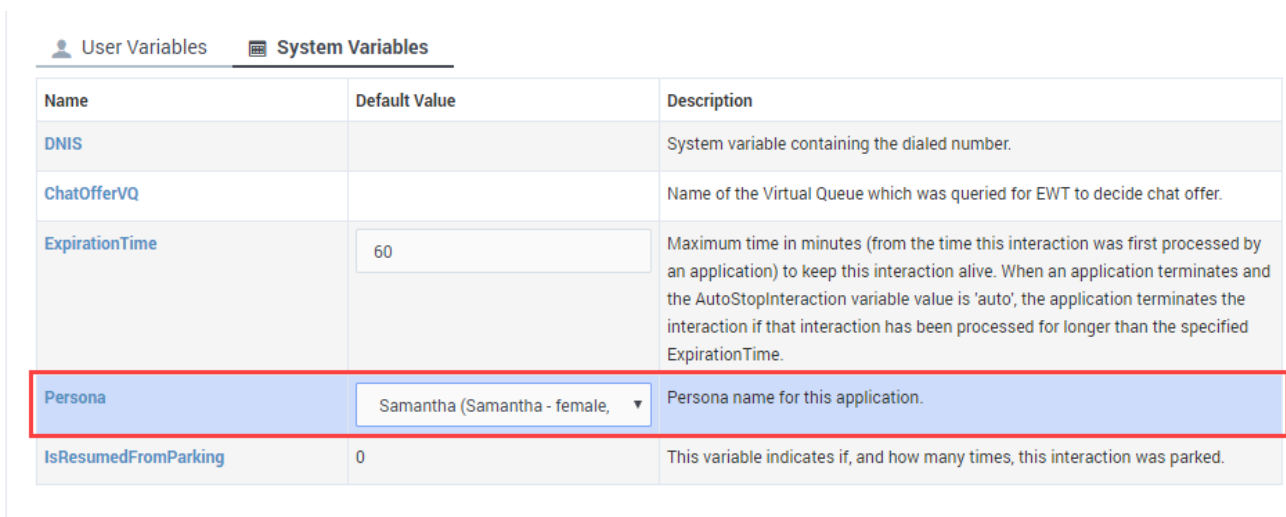 User Variables System Variables
Name Default Value Description
DNIS System variable containing the dialed number.
ChatOfferVQ Name of the Virtual Queue which was queried for EWT to decide chat offer.
ExpirationTime 60 Maximum time in minutes (from the time this interaction was first processed by
an application) to keep this interaction alive. When an application terminates and
the AutoStopInteraction variable value is 'auto', the application terminates the
interaction if that interaction has been processed for longer than the specified
ExpirationTime.
Persona Samantha (Samantha - female, Persona name for this application.
IsResumedFromParking 0 This variable indicates if, and how many times, this interaction was parked.